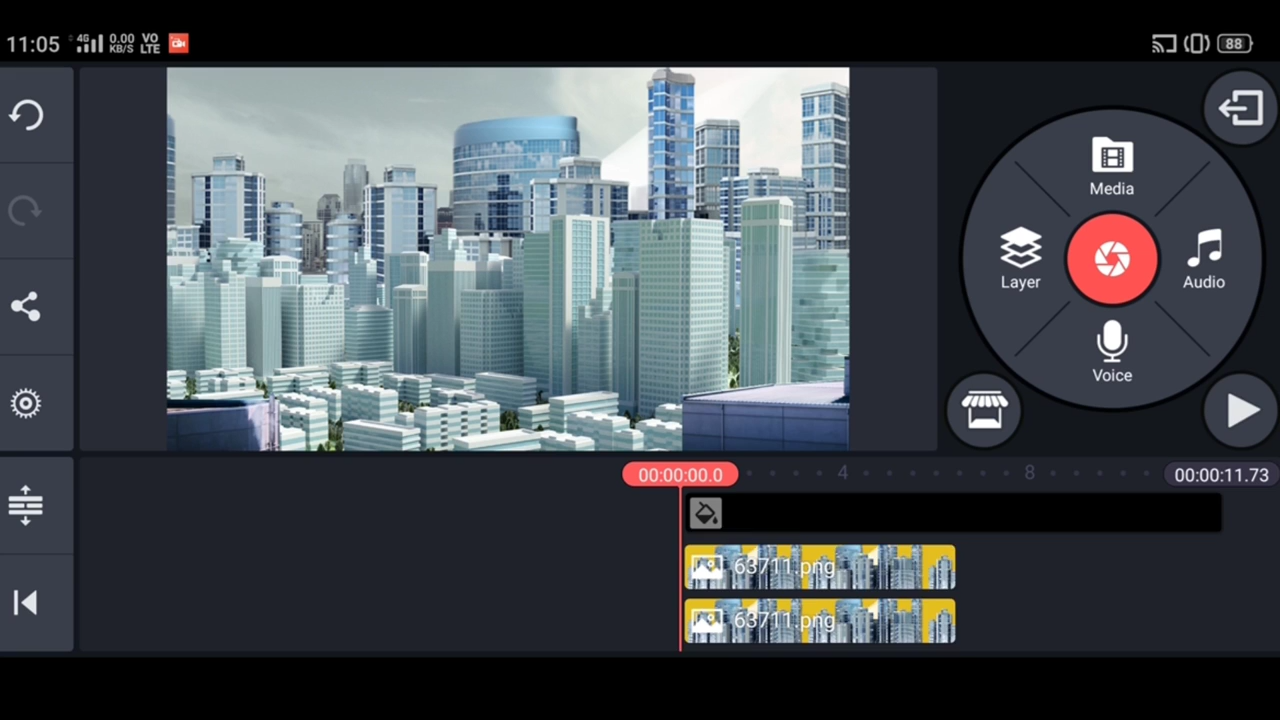 11:05 4G 0.00 KB/S VO LTE 88
Media
Layer
Audio
Voice
00:00:00.0 4 8 00:00:11.73
63711.png
63711.png